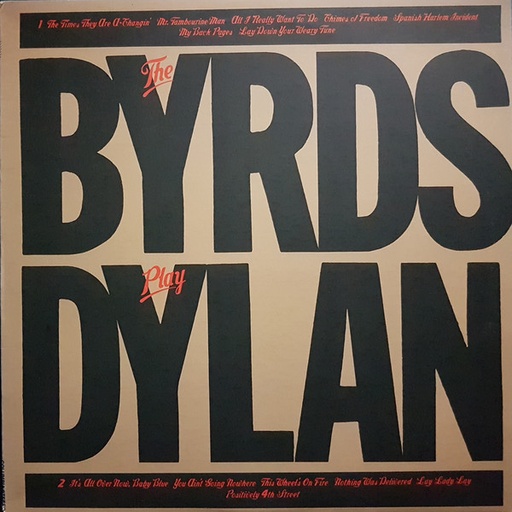 1 The Times They Are A-Changin' Mr. Tambourine Man All I Really Want To Do Chimes of Freedom Spanish Harlem Incident
My Back Pages Lay Down Your Weary Tune
The
BYRDS
Play
DYLAN
2 It's All Over Now, Baby Blue You Ain't Going Nowhere This Wheel's On Fire Nothing Was Delivered Lay Lady Lay
Positively 4th Street